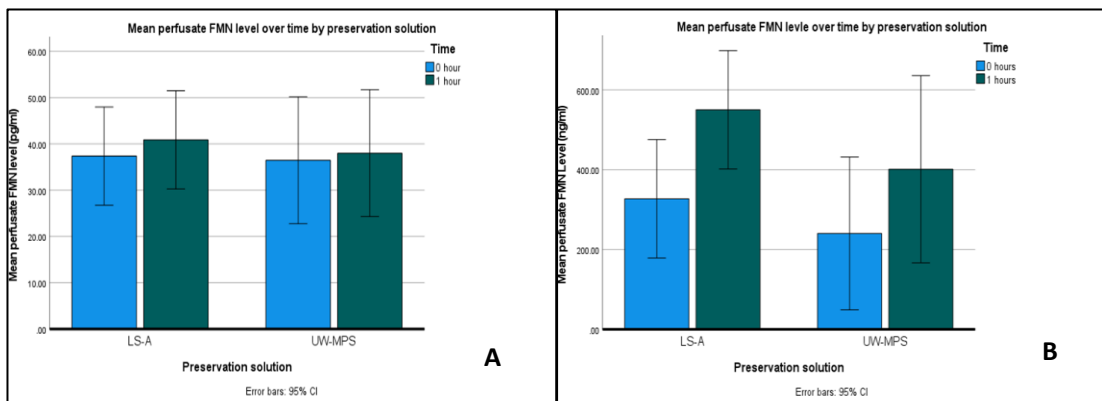 Mean perfusate FMN level over time by preservation solution
Time
0 hour
1 hour
Mean perfusate FMN level (pg/ml)
60.00
50.00
40.00
30.00
20.00
10.00
.00
LS-A
UW-MPS
Preservation solution
Error bars: 95% CI
A
Mean perfusate FMN levle over time by preservation solution
Time
0 hours
1 hours
Mean perfusate FMN Level (ng/ml)
600.00
400.00
200.00
.00
LS-A
UW-MPS
Preservation solution
Error bars: 95% CI
B